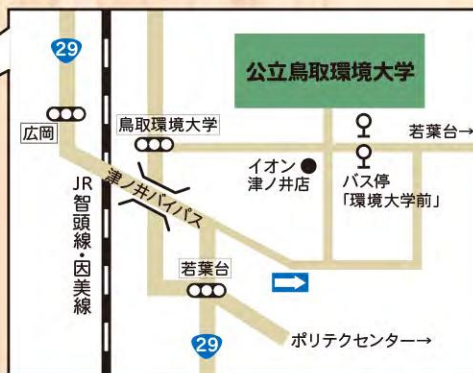 29
公立鳥取環境大学
広岡
鳥取環境大学
若葉台→
イオン
津ノ井店
バス停
「環境大学前」
津ノ井バイパス
JR智頭線・因美線
若葉台
ポリテクセンター→
29